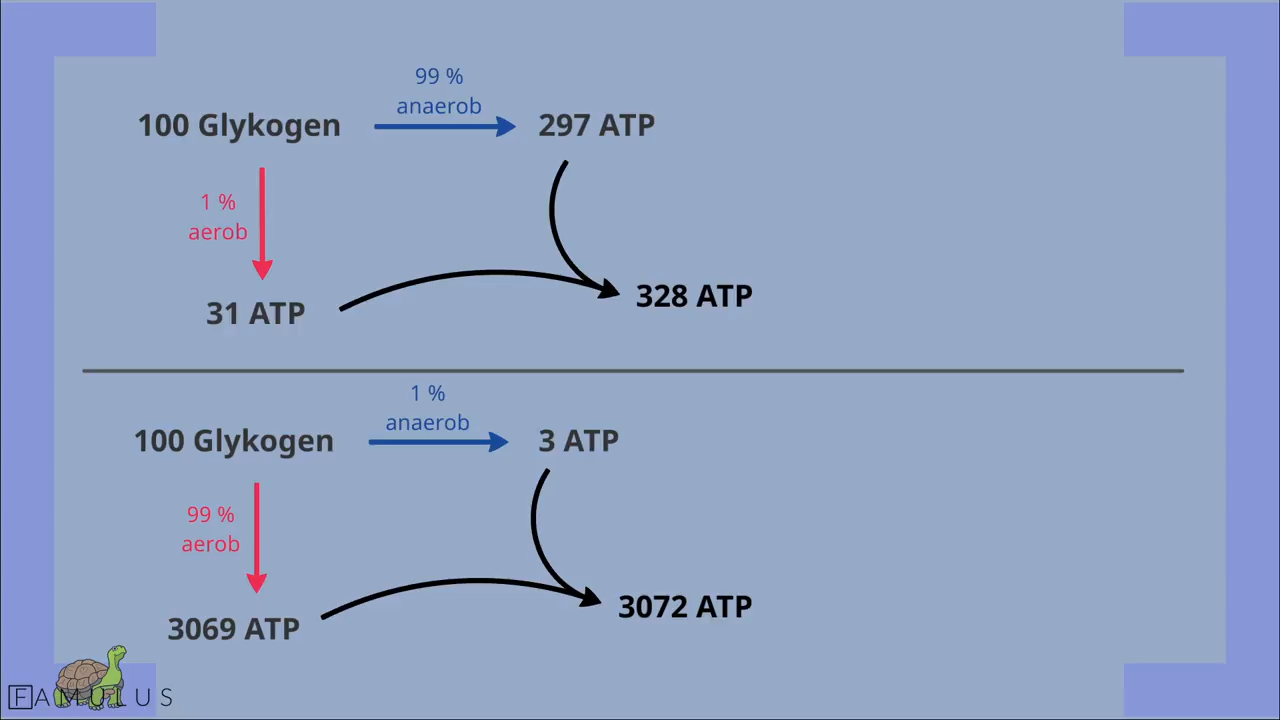 99 %
anaerob
100 Glykogen
297 ATP
1 %
aerob
31 ATP
328 ATP
1 %
anaerob
100 Glykogen
3 ATP
99 %
aerob
3069 ATP
3072 ATP
FAMULUS